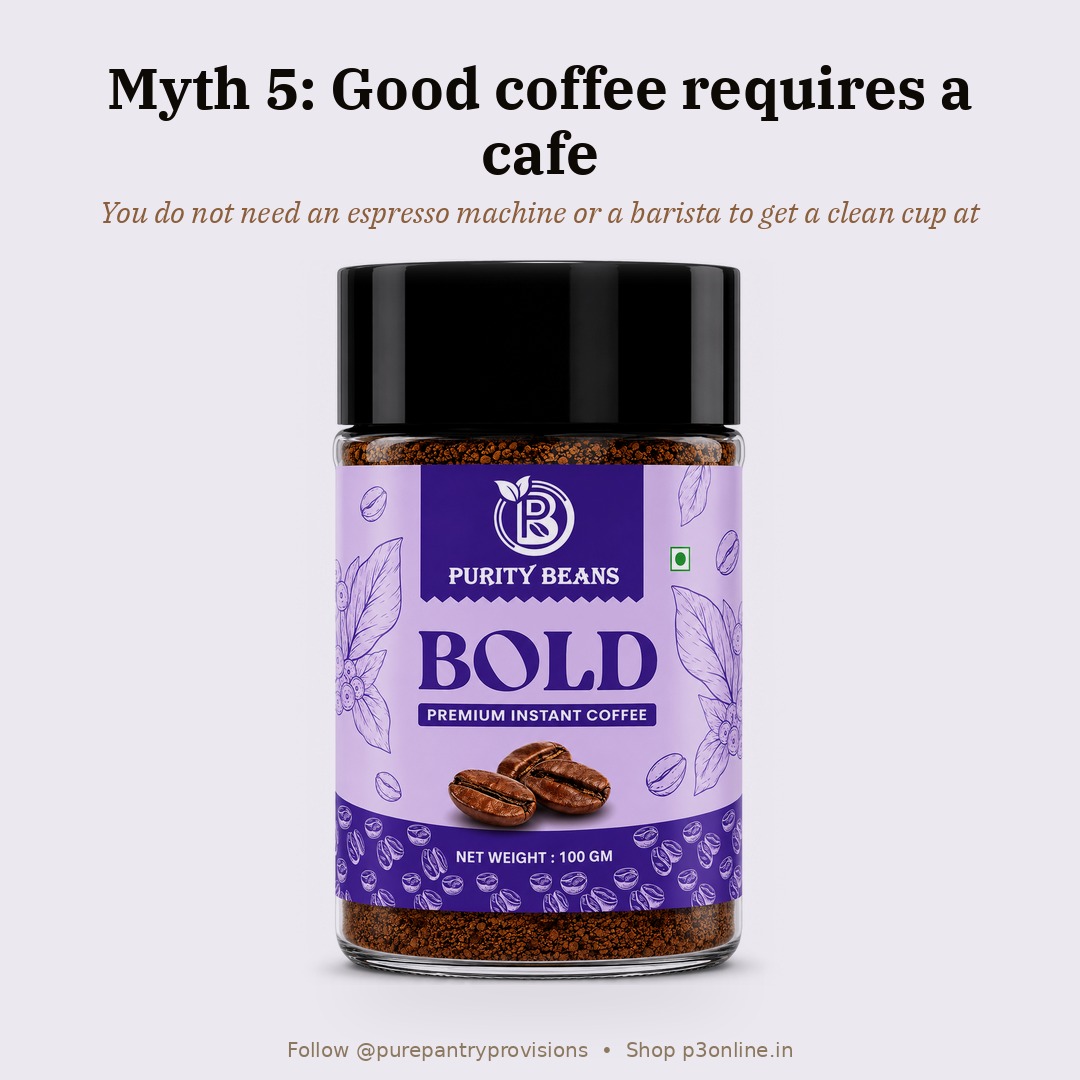 Myth 5: Good coffee requires a
cafe
You do not need an espresso machine or a barista to get a clean cup at
PURITY BEANS
BOLD
PREMIUM INSTANT COFFEE
NET WEIGHT : 100 GM
Follow @purepantryprovisions • Shop p3online.in